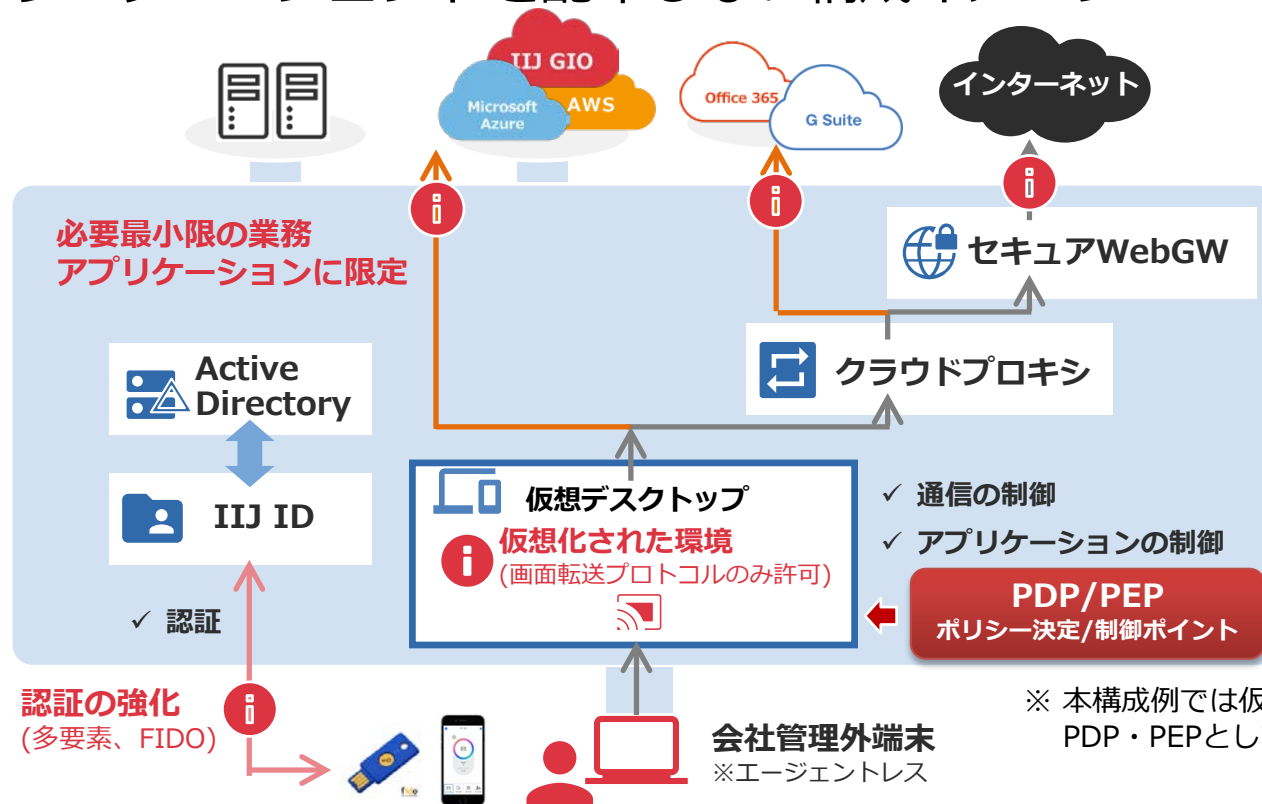 IIJ GIO
Microsoft
Azure
AWS
Office 365
G Suite
インターネット
必要最小限の業務
アプリケーションに限定
セキュアWebGW
Active
Directory
クラウドプロキシ
IIJ ID
仮想デスクトップ
仮想化された環境
(画面転送プロトコルのみ許可)
✓ 通信の制御
✓ アプリケーションの制御
PDP/PEP
ポリシー決定/制御ポイント
✓ 認証
認証の強化
(多要素、FIDO)
会社管理外端末
※エージェントレス
※ 本構成例では仮
PDP・PEPとし